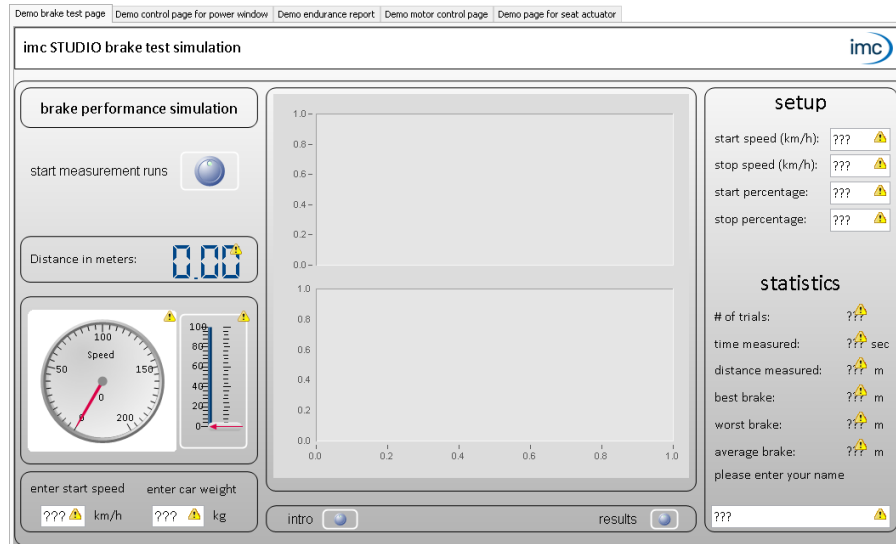 Demo brake test page
Demo control page for power window
Demo endurance report
Demo motor control page
Demo page for seat actuator
imc STUDIO brake test simulation
imc
brake performance simulation
start measurement runs
Distance in meters: 0.00
100
Speed
50
150
0
0
200
100
80
60
40
20
0
enter start speed
enter car weight
??? km/h
??? kg
1.0
0.8
0.6
0.4
0.2
0.0
1.0
0.8
0.6
0.4
0.2
0.0
0.0 0.2 0.4 0.6 0.8 1.0
intro
results
setup
start speed (km/h): ???
stop speed (km/h): ???
start percentage: ???
stop percentage: ???
statistics
# of trials: ???
time measured: ??? sec
distance measured: ??? m
best brake: ??? m
worst brake: ??? m
average brake: ??? m
please enter your name
???